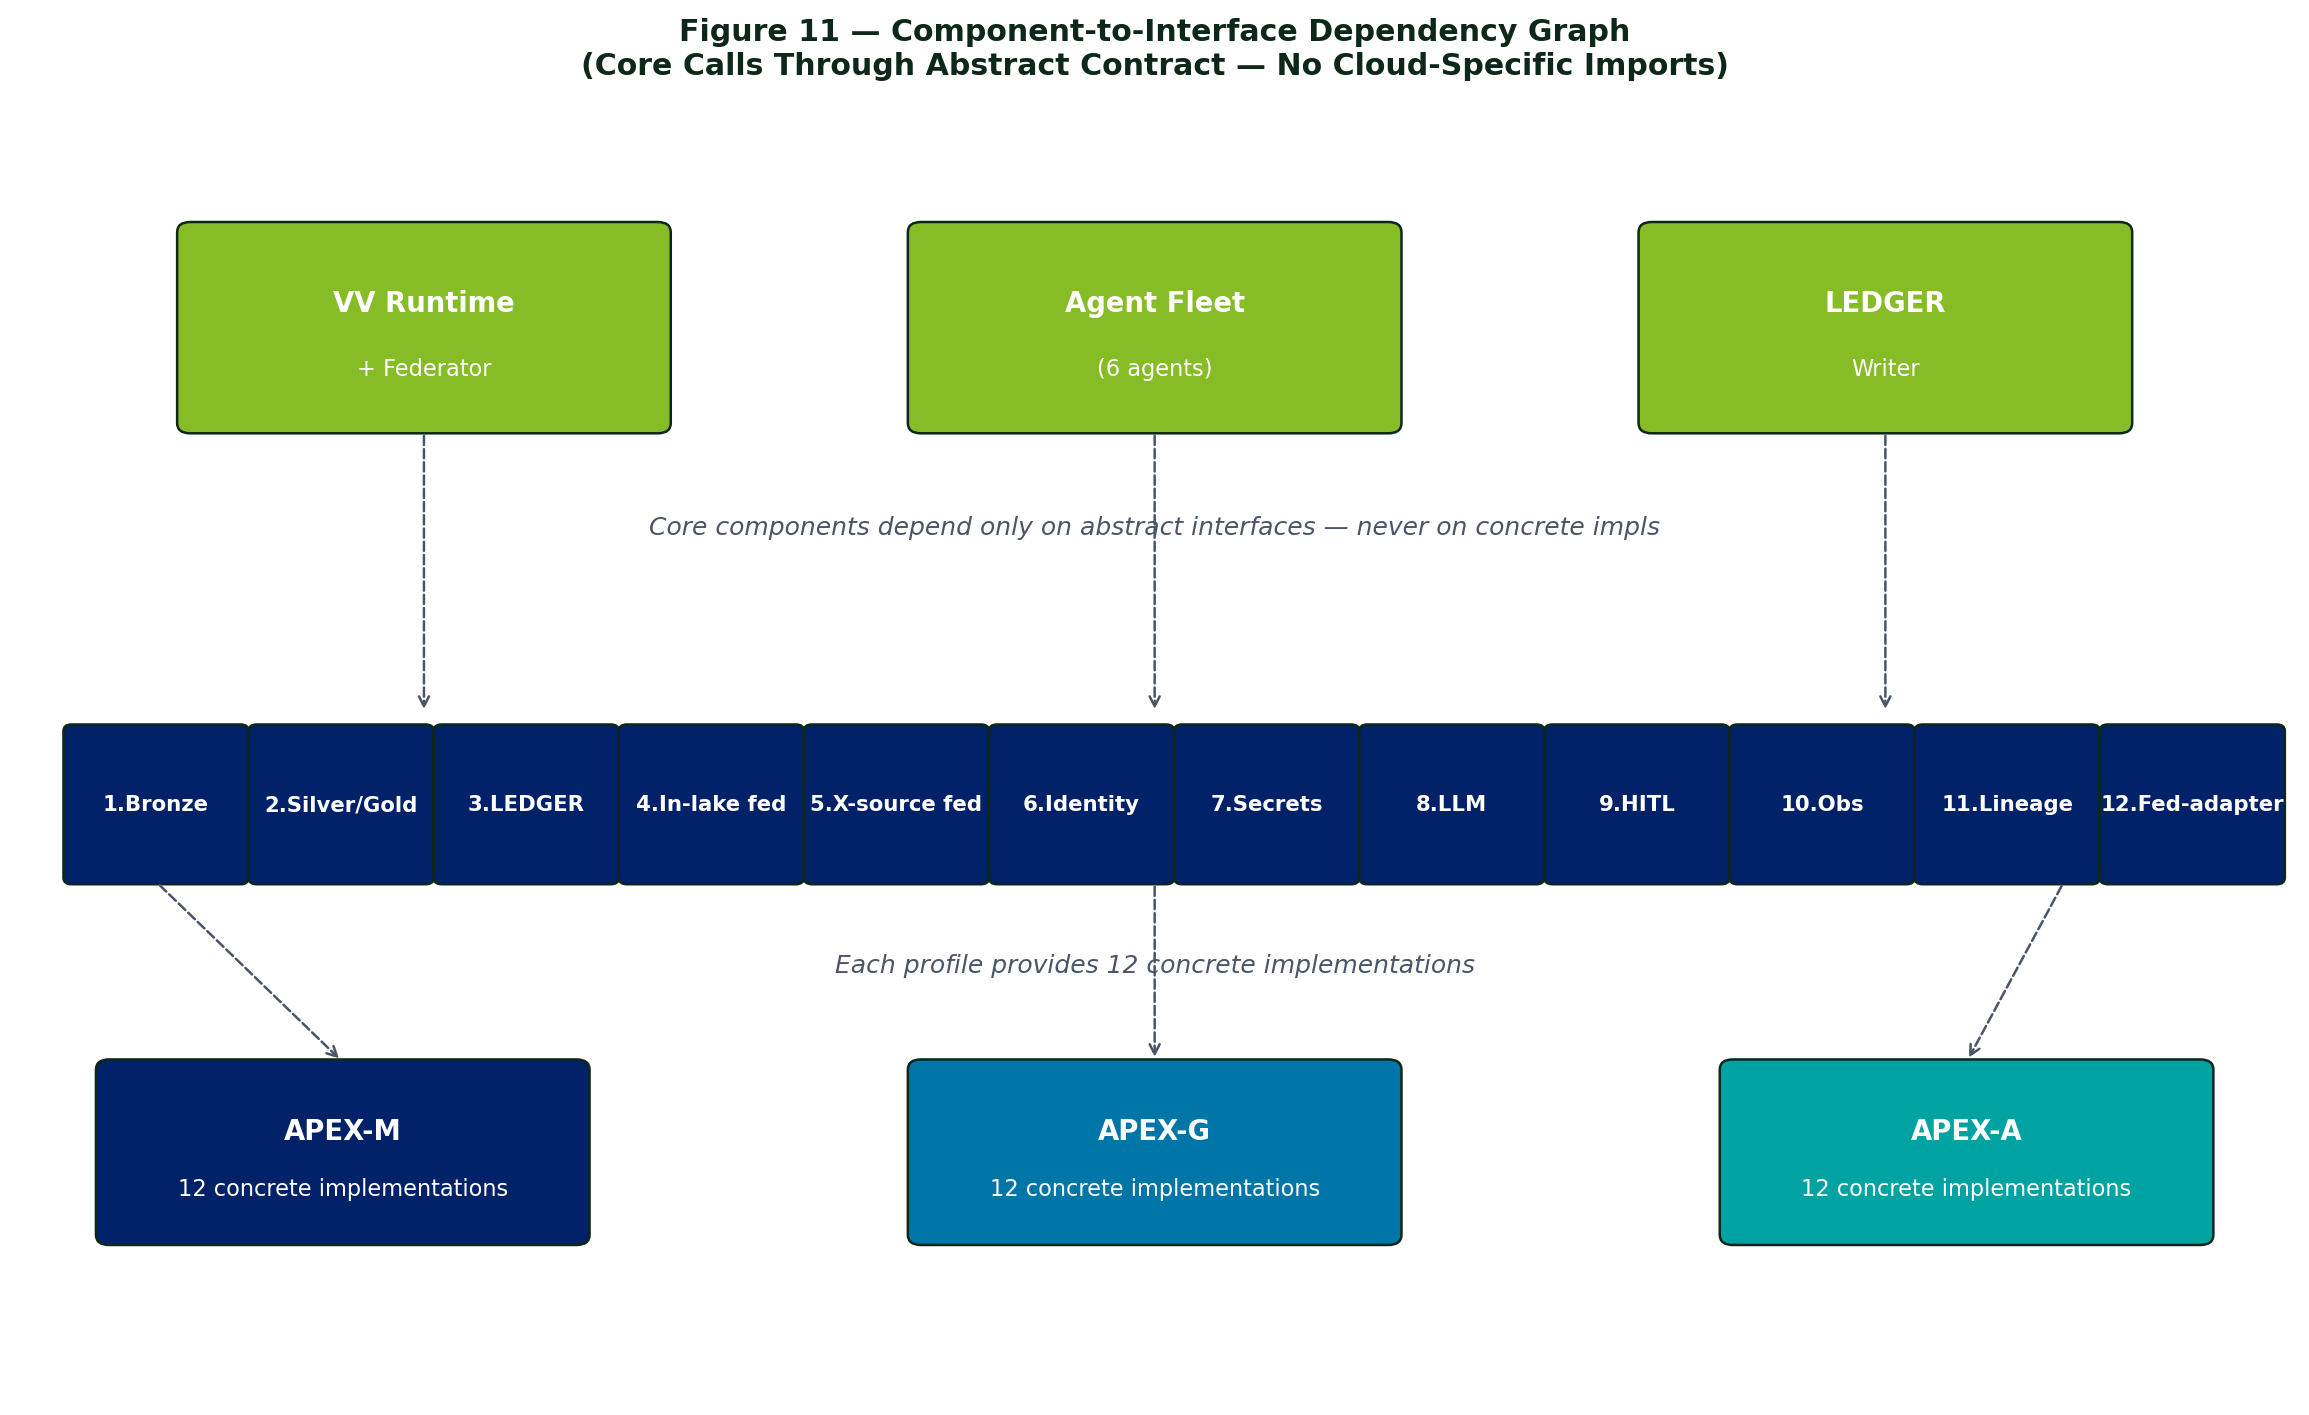 Figure 11 — Component-to-Interface Dependency Graph
(Core Calls Through Abstract Contract — No Cloud-Specific Imports)
VV Runtime
+ Federator
Agent Fleet
(6 agents)
LEDGER
Writer
Core components depend only on abstract interfaces — never on concrete impls
1.Bronze
2.Silver/Gold
3.LEDGER
4.In-lake fed
5.X-source fed
6.Identity
7.Secrets
8.LLM
9.HITL
10.Obs
11.Lineage
12.Fed-adapter
Each profile provides 12 concrete implementations
APEX-M
12 concrete implementations
APEX-G
12 concrete implementations
APEX-A
12 concrete implementations